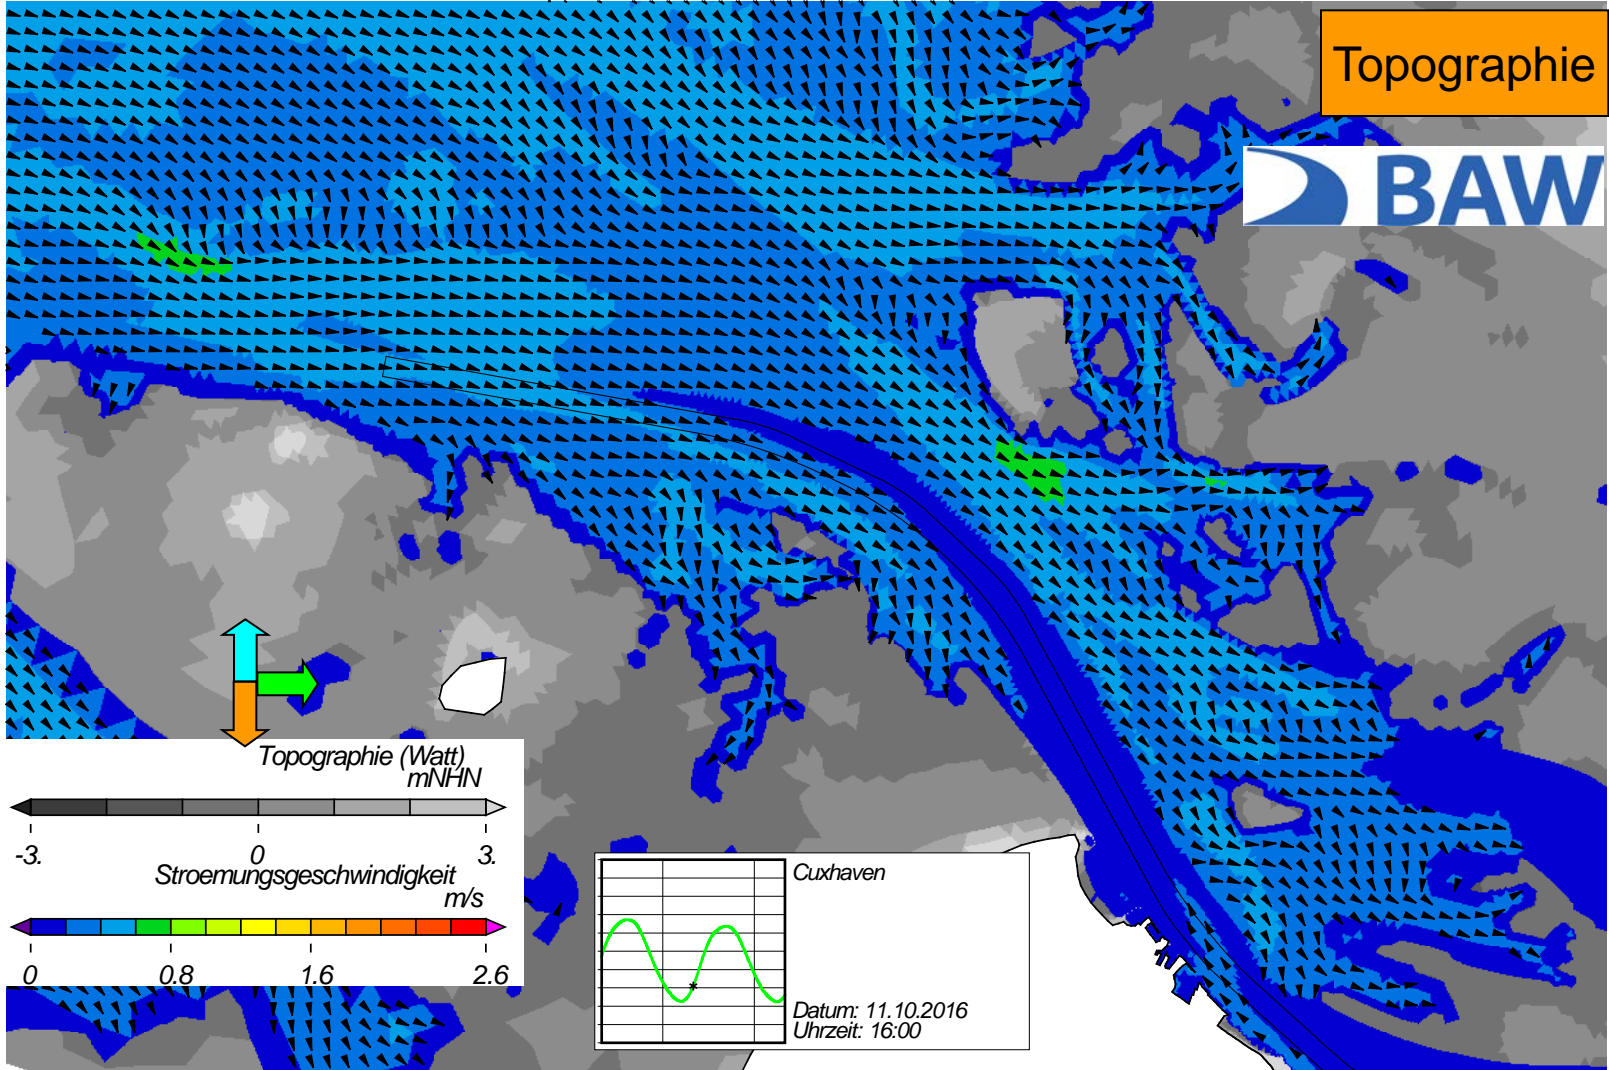 Topographie
BAW
Topographie (Watt)
mNHN
-3. 0 3.
Stroemungsgeschwindigkeit
m/s
0 0.8 1.6 2.6
Cuxhaven
Datum: 11.10.2016
Uhrzeit: 16:00